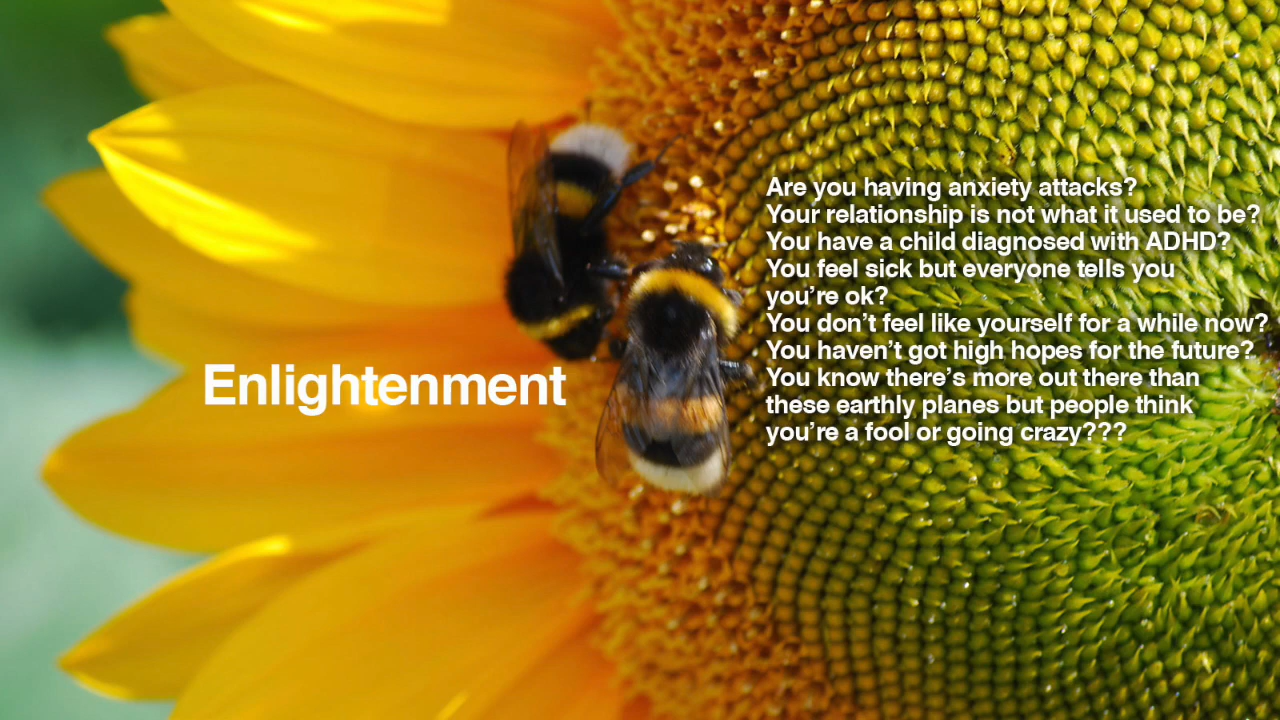 Enlightenment
Are you having anxiety attacks?
Your relationship is not what it used to be?
You have a child diagnosed with ADHD?
You feel sick but everyone tells you
you’re ok?
You don’t feel like yourself for a while now?
You haven’t got high hopes for the future?
You know there’s more out there than
these earthly planes but people think
you’re a fool or going crazy???